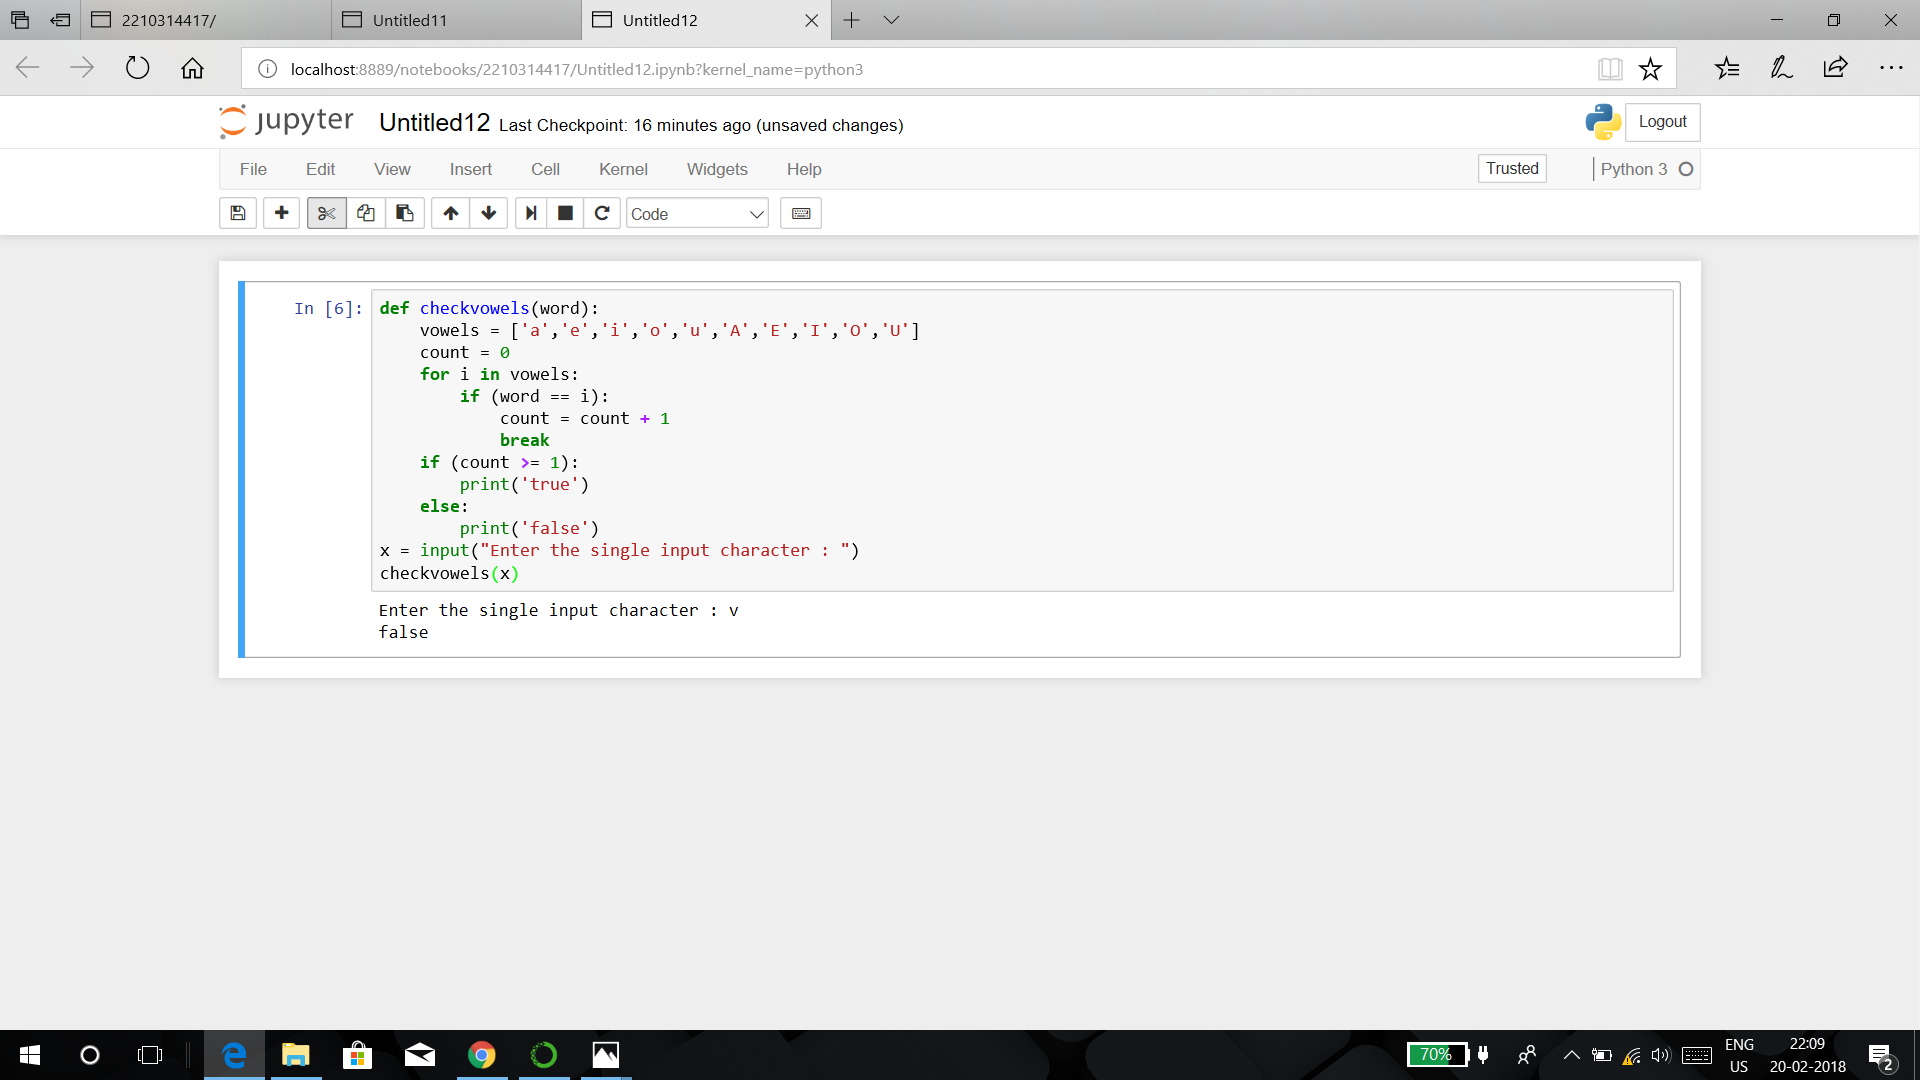 2210314417/
Untitled11
Untitled12
localhost:8889/notebooks/2210314417/Untitled12.ipynb?kernel_name=python3
jupyter Untitled12 Last Checkpoint: 16 minutes ago (unsaved changes)
Logout
File Edit View Insert Cell Kernel Widgets Help
Trusted
Python 3
Code
In [6]:
def checkvowels(word):
    vowels = ['a','e','i','o','u','A','E','I','O','U']
    count = 0
    for i in vowels:
        if (word == i):
            count = count + 1
            break
    if (count >= 1):
        print('true')
    else:
        print('false')
x = input("Enter the single input character : ")
checkvowels(x)
Enter the single input character : v
false
70%
ENG
US
22:09
20-02-2018
2